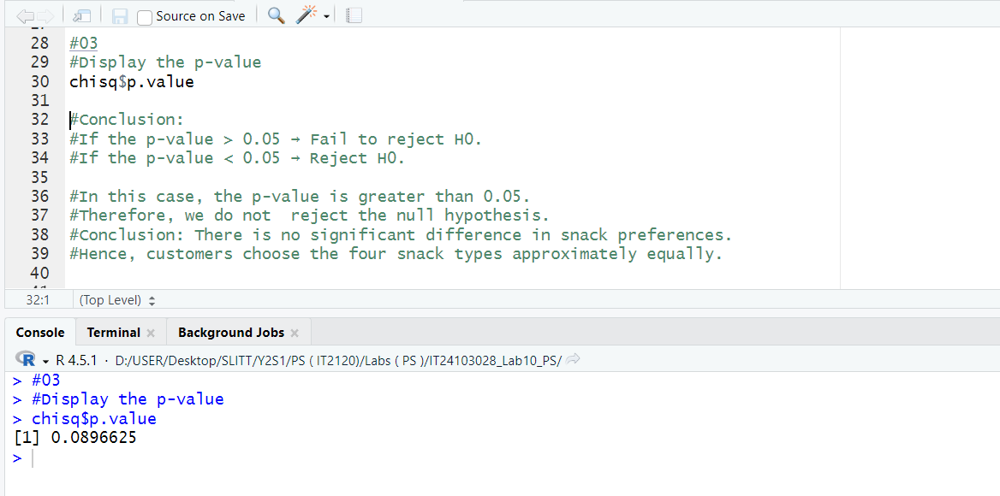 Source on Save
28 #03
29 #Display the p-value
30 chisq$p.value
31
32 #Conclusion:
33 #If the p-value > 0.05 → Fail to reject H0.
34 #If the p-value < 0.05 → Reject H0.
35
36 #In this case, the p-value is greater than 0.05.
37 #Therefore, we do not  reject the null hypothesis.
38 #Conclusion: There is no significant difference in snack preferences.
39 #Hence, customers choose the four snack types approximately equally.
40
32:1 (Top Level)
Console Terminal Background Jobs
R R 4.5.1 · D:/USER/Desktop/SLITT/Y2S1/PS ( IT2120)/Labs ( PS )/IT24103028_Lab10_PS/
> #03
> #Display the p-value
> chisq$p.value
[1] 0.0896625
>